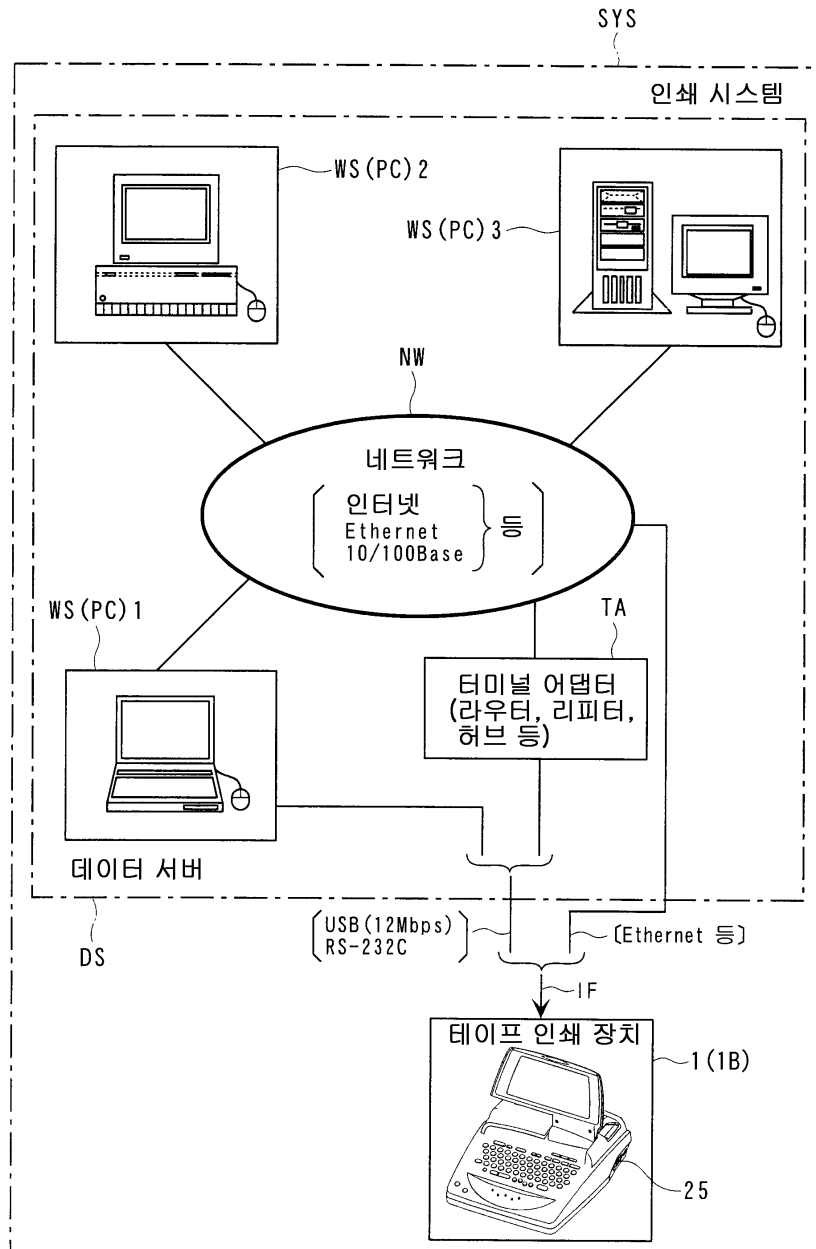 SYS
인쇄 시스템
WS(PC)2
WS(PC)3
NW
네트워크
인터넷
Ethernet
10/100Base
등
WS(PC)1
TA
터미널 어댑터
(라우터, 리피터,
허브 등)
데이터 서버
DS
USB(12Mbps)
RS-232C
〔Ethernet 등〕
IF
테이프 인쇄 장치
1(1B)
25